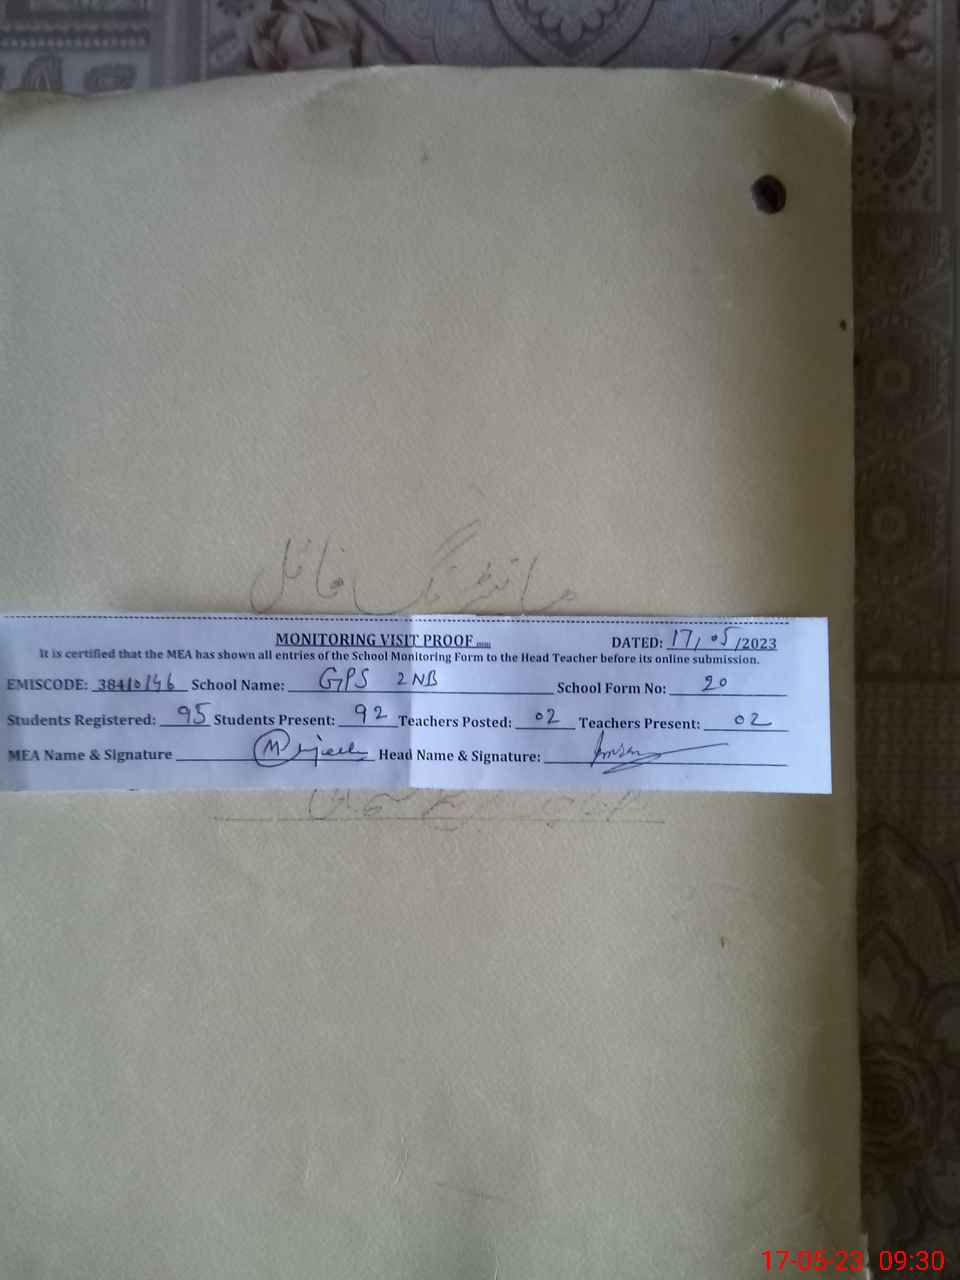 مانیٹرنگ فائل
MONITORING VISIT PROOF
DATED: 17/05/2023
It is certified that the MEA has shown all entries of the School Monitoring Form to the Head Teacher before its online submission.
EMISCODE: 38410146 School Name: GPS 2NB School Form No: 20
Students Registered: 95 Students Present: 92 Teachers Posted: 02 Teachers Present: 02
MEA Name & Signature Head Name & Signature:
17-05-23 09:30